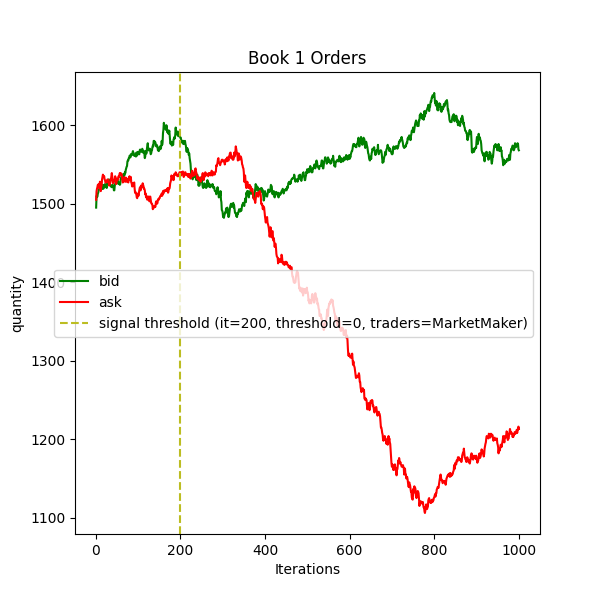 Book 1 Orders
1600
1500
1400
1300
1200
1100
quantity
bid
ask
signal threshold (it=200, threshold=0, traders=MarketMaker)
0
200
400
600
800
1000
Iterations